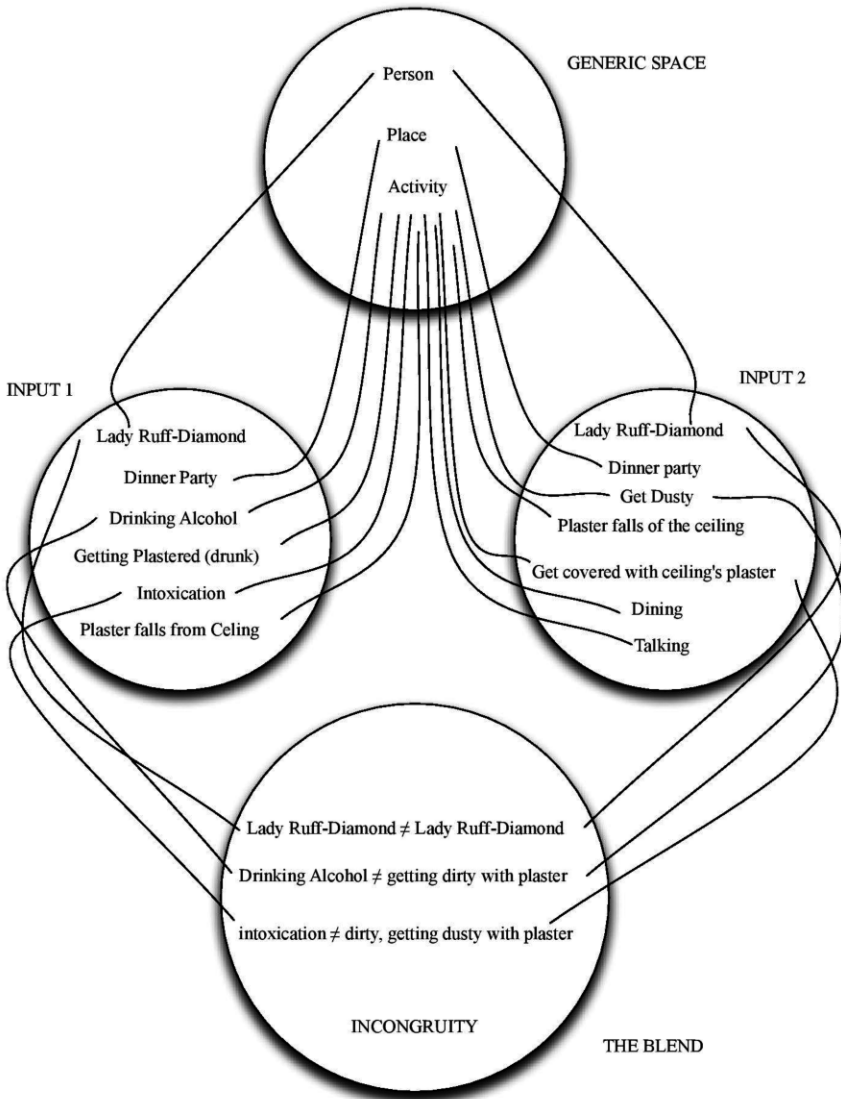 GENERIC SPACE
Person
Place
Activity
INPUT 1
Lady Ruff-Diamond
Dinner Party
Drinking Alcohol
Getting Plastered (drunk)
Intoxication
Plaster falls from Celing
INPUT 2
Lady Ruff-Diamond
Dinner party
Get Dusty
Plaster falls of the ceiling
Get covered with ceiling's plaster
Dining
Talking
Lady Ruff-Diamond ≠ Lady Ruff-Diamond
Drinking Alcohol ≠ getting dirty with plaster
intoxication ≠ dirty, getting dusty with plaster
INCONGRUITY
THE BLEND